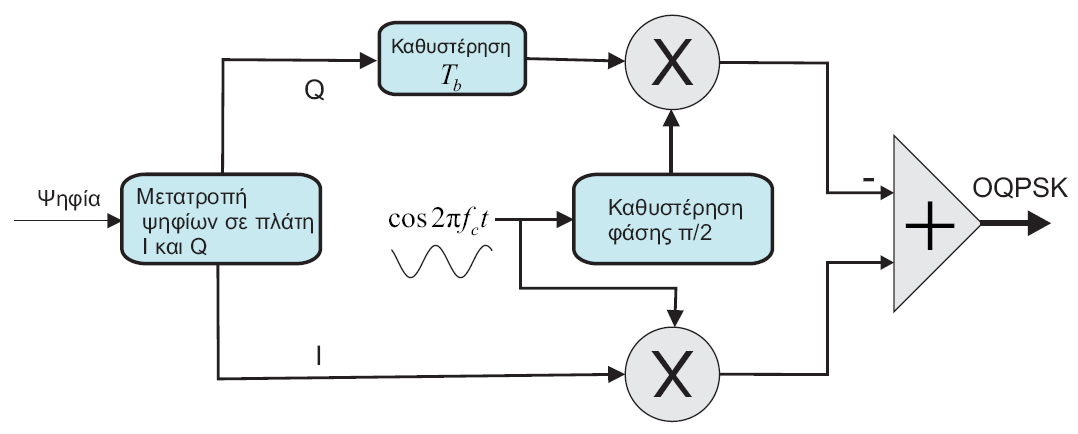 Καθυστέρηση
T_b
X
Q
Ψηφία
Μετατροπή
ψηφίων σε πλάτη
I και Q
cos 2πf_c t
Καθυστέρηση
φάσης π/2
-
+
OQPSK
I
X